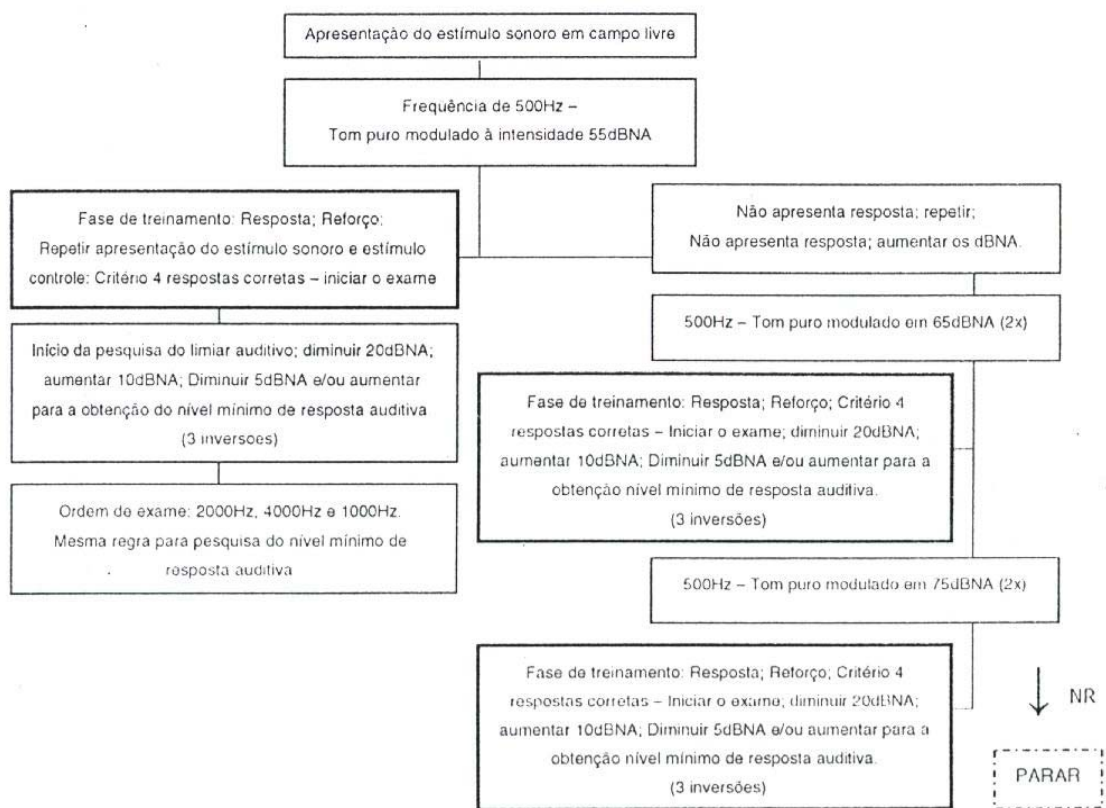 Apresentação do estímulo sonoro em campo livre
Freqüência de 500Hz –
Tom puro modulado à intensidade 55dBNA
Fase de treinamento: Resposta; Reforço;
Repetir apresentação do estímulo sonoro e estímulo
controle: Critério 4 respostas corretas – iniciar o exame
Não apresenta resposta; repetir;
Não apresenta resposta; aumentar os dBNA.
500Hz – Tom puro modulado em 65dBNA (2x)
Início da pesquisa do limiar auditivo; diminuir 20dBNA;
aumentar 10dBNA; Diminuir 5dBNA e/ou aumentar
para a obtenção do nível mínimo de resposta auditiva
(3 inversões)
Fase de treinamento: Resposta; Reforço; Critério 4
respostas corretas – Iniciar o exame; diminuir 20dBNA;
aumentar 10dBNA; Diminuir 5dBNA e/ou aumentar para a
obtenção nível mínimo de resposta auditiva.
(3 inversões)
Ordem de exame: 2000Hz, 4000Hz e 1000Hz.
Mesma regra para pesquisa do nível mínimo de
resposta auditiva
500Hz – Tom puro modulado em 75dBNA (2x)
Fase de treinamento: Resposta; Reforço; Critério 4
respostas corretas – Iniciar o exame; diminuir 20dBNA;
aumentar 10dBNA; Diminuir 5dBNA e/ou aumentar para a
obtenção nível mínimo de resposta auditiva.
(3 inversões)
NR
PARAR